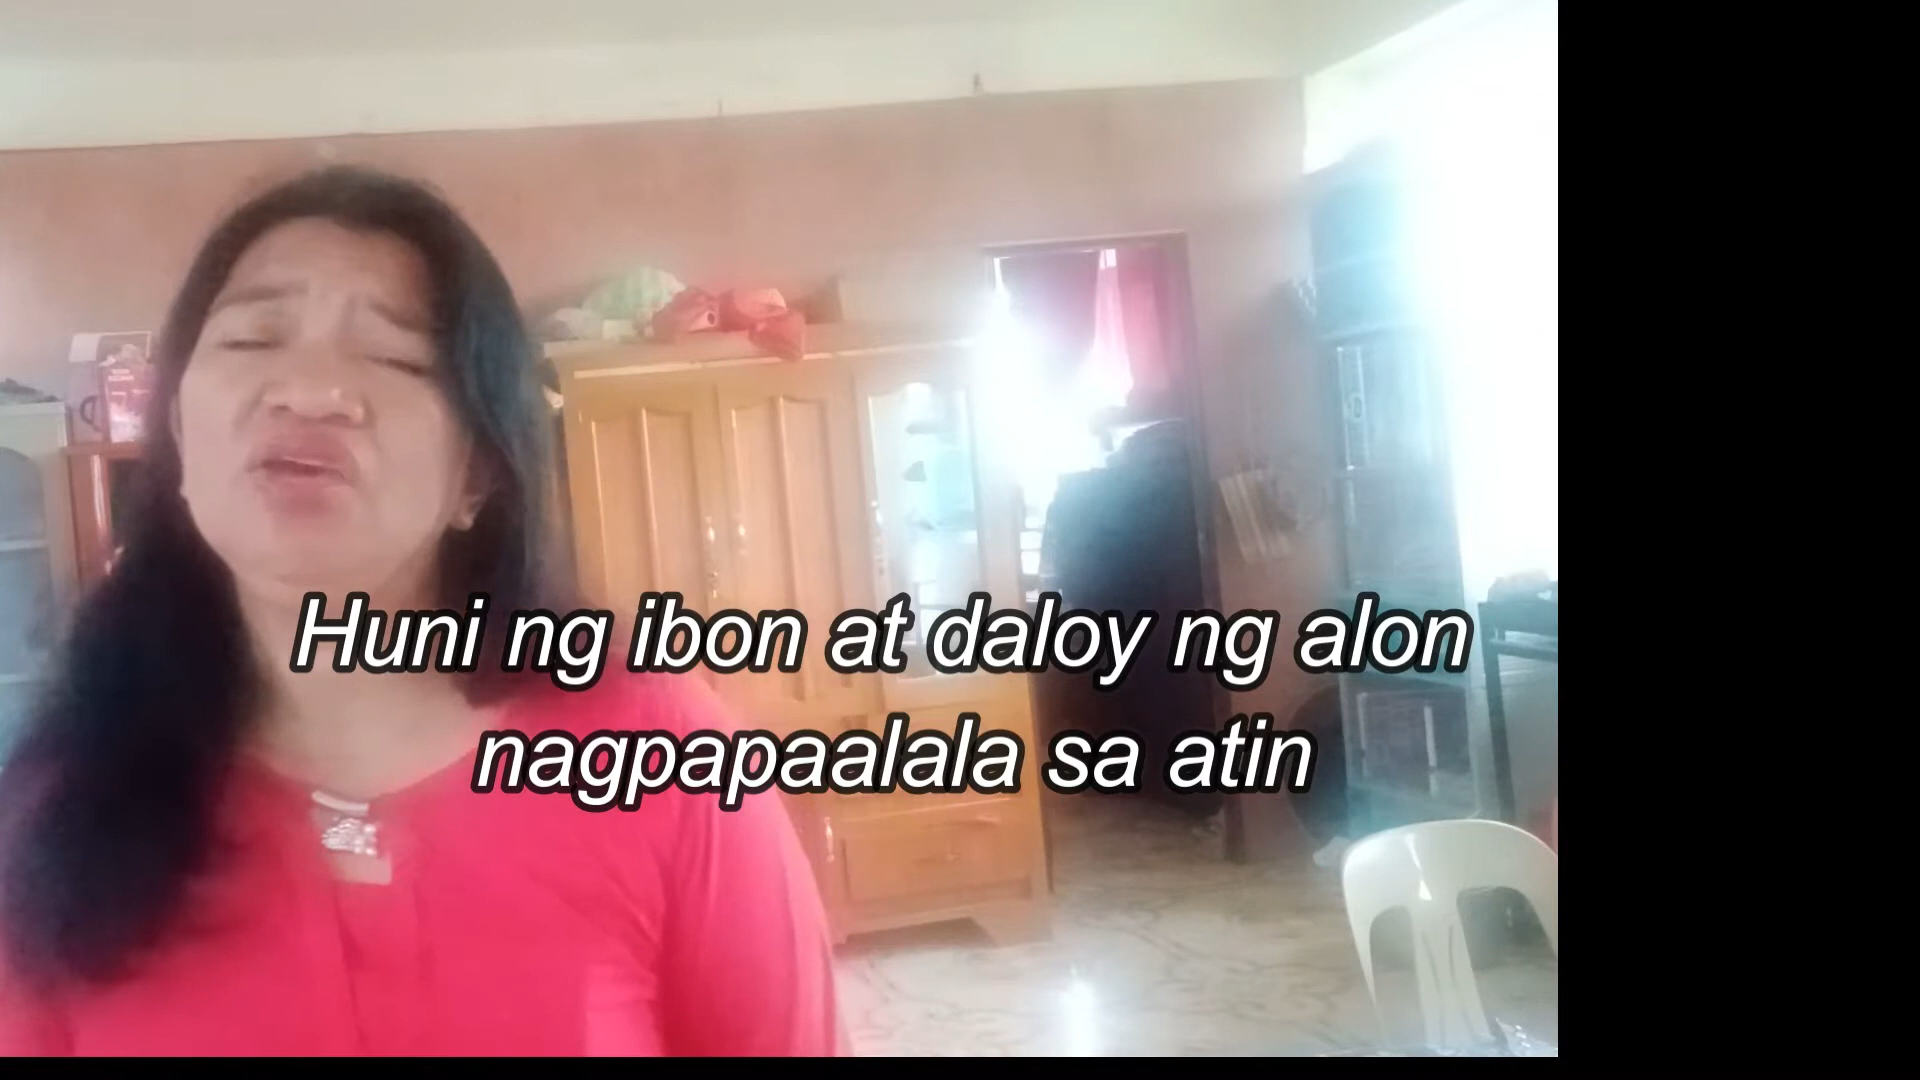 Huni ng ibon at daloy ng alon
nagpapaalala sa atin